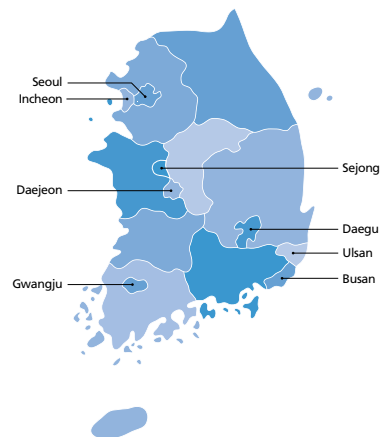 Seoul
Incheon
Sejong
Daejeon
Daegu
Ulsan
Busan
Gwangju